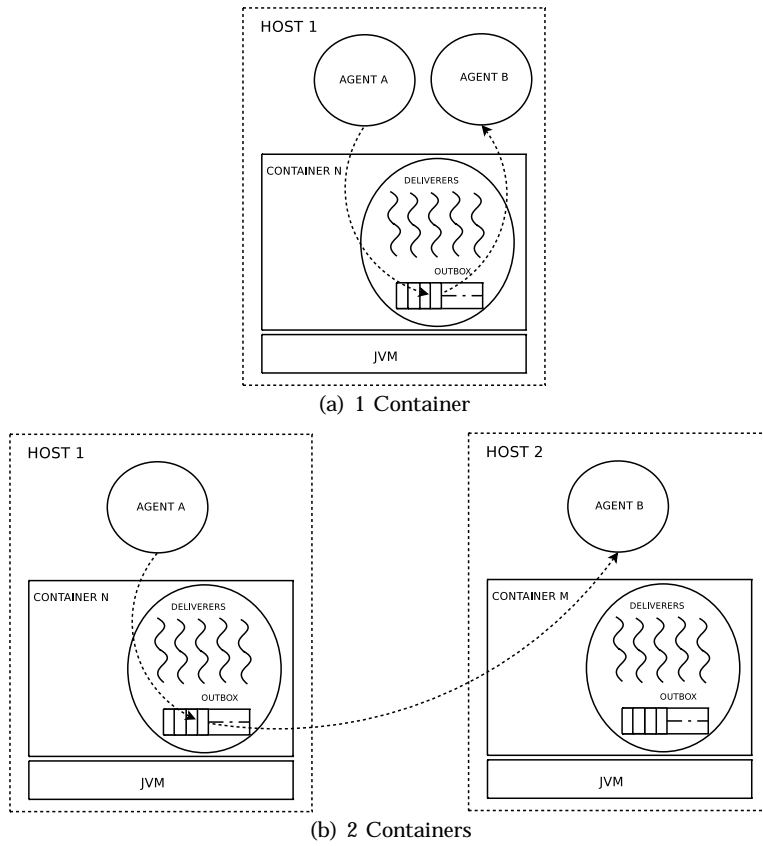 HOST 1
AGENT A
AGENT B
CONTAINER N
DELIVERERS
OUTBOX
JVM
(a) 1 Container
HOST 1
AGENT A
CONTAINER N
DELIVERERS
OUTBOX
JVM
HOST 2
AGENT B
CONTAINER M
DELIVERERS
OUTBOX
JVM
(b) 2 Containers